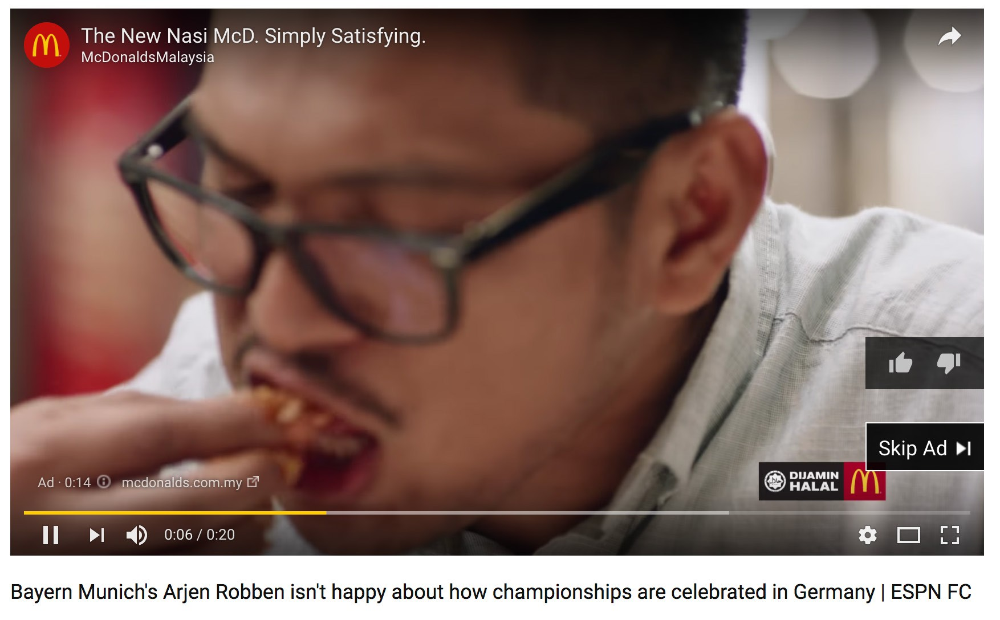 The New Nasi McD. Simply Satisfying.
McDonaldsMalaysia
Skip Ad
DIJAMIN
HALAL
Ad · 0:14 mcdonalds.com.my
0:06 / 0:20
Bayern Munich's Arjen Robben isn't happy about how championships are celebrated in Germany | ESPN FC